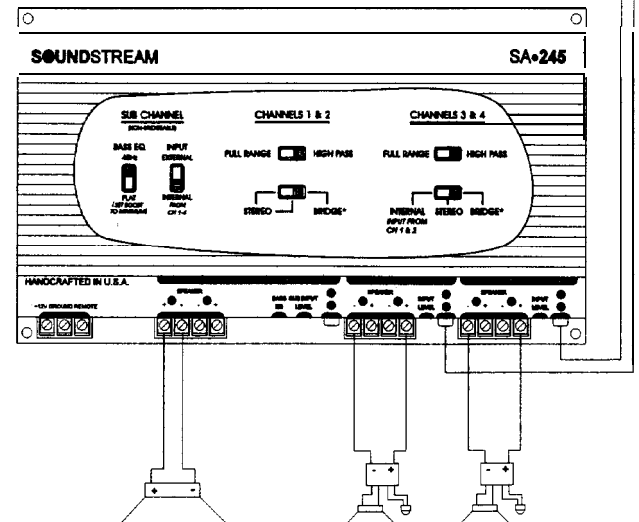 SOUNDSTREAM SA•245
SUB CHANNEL CHANNELS 1 & 2 CHANNELS 3 & 4
(NON-BRIDGEABLE)
BASS EQ. INPUT
45Hz EXTERNAL
FULL RANGE HIGH PASS FULL RANGE HIGH PASS
FLAT INTERNAL
(SET BOOST FROM
TO MINIMUM) CH 1-4
STEREO BRIDGE* INTERNAL STEREO BRIDGE*
INPUT FROM
CH 1 & 2
HANDCRAFTED IN U.S.A.
SPEAKER SPEAKER SPEAKER
+12V GROUND REMOTE + - - + BASS SUB INPUT - + - + INPUT - + - + INPUT
EQ LEVEL LEVEL LEVEL
+ - - + - +